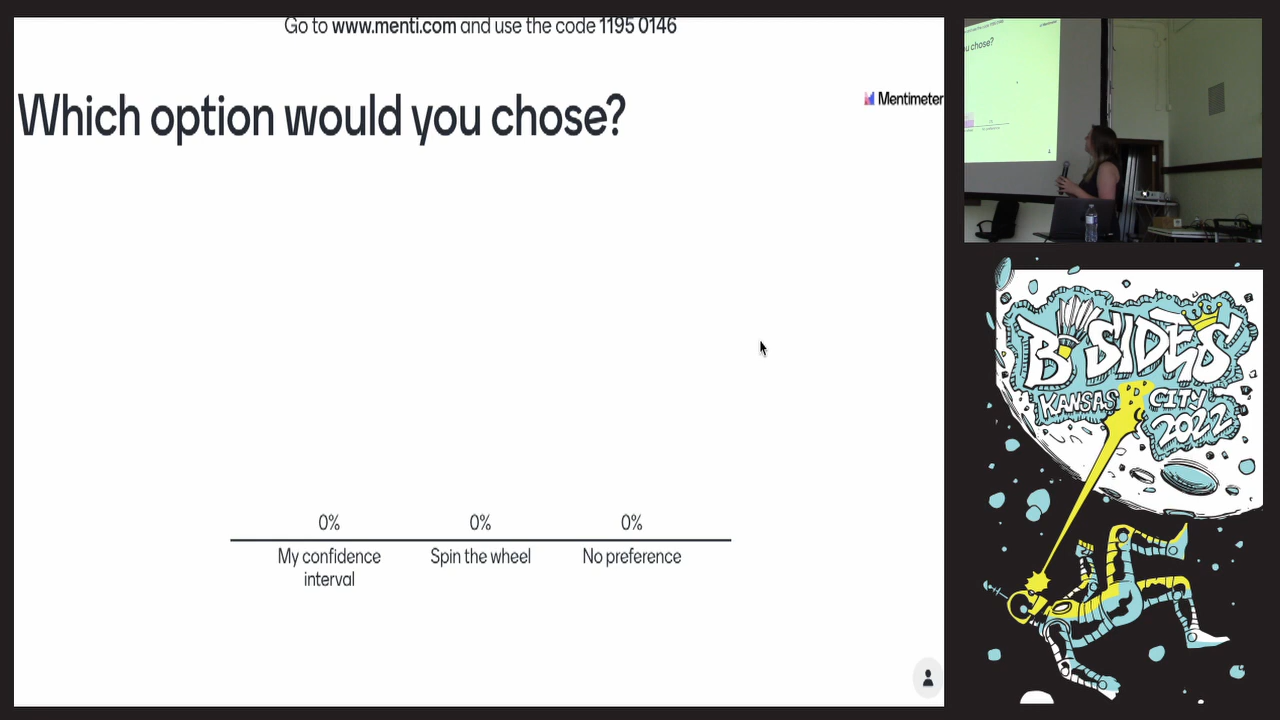 Go to www.menti.com and use the code 1195 0146
Which option would you chose?
Mentimeter
0%
0%
0%
My confidence
interval
Spin the wheel
No preference
BSIDES
KANSAS CITY
2022